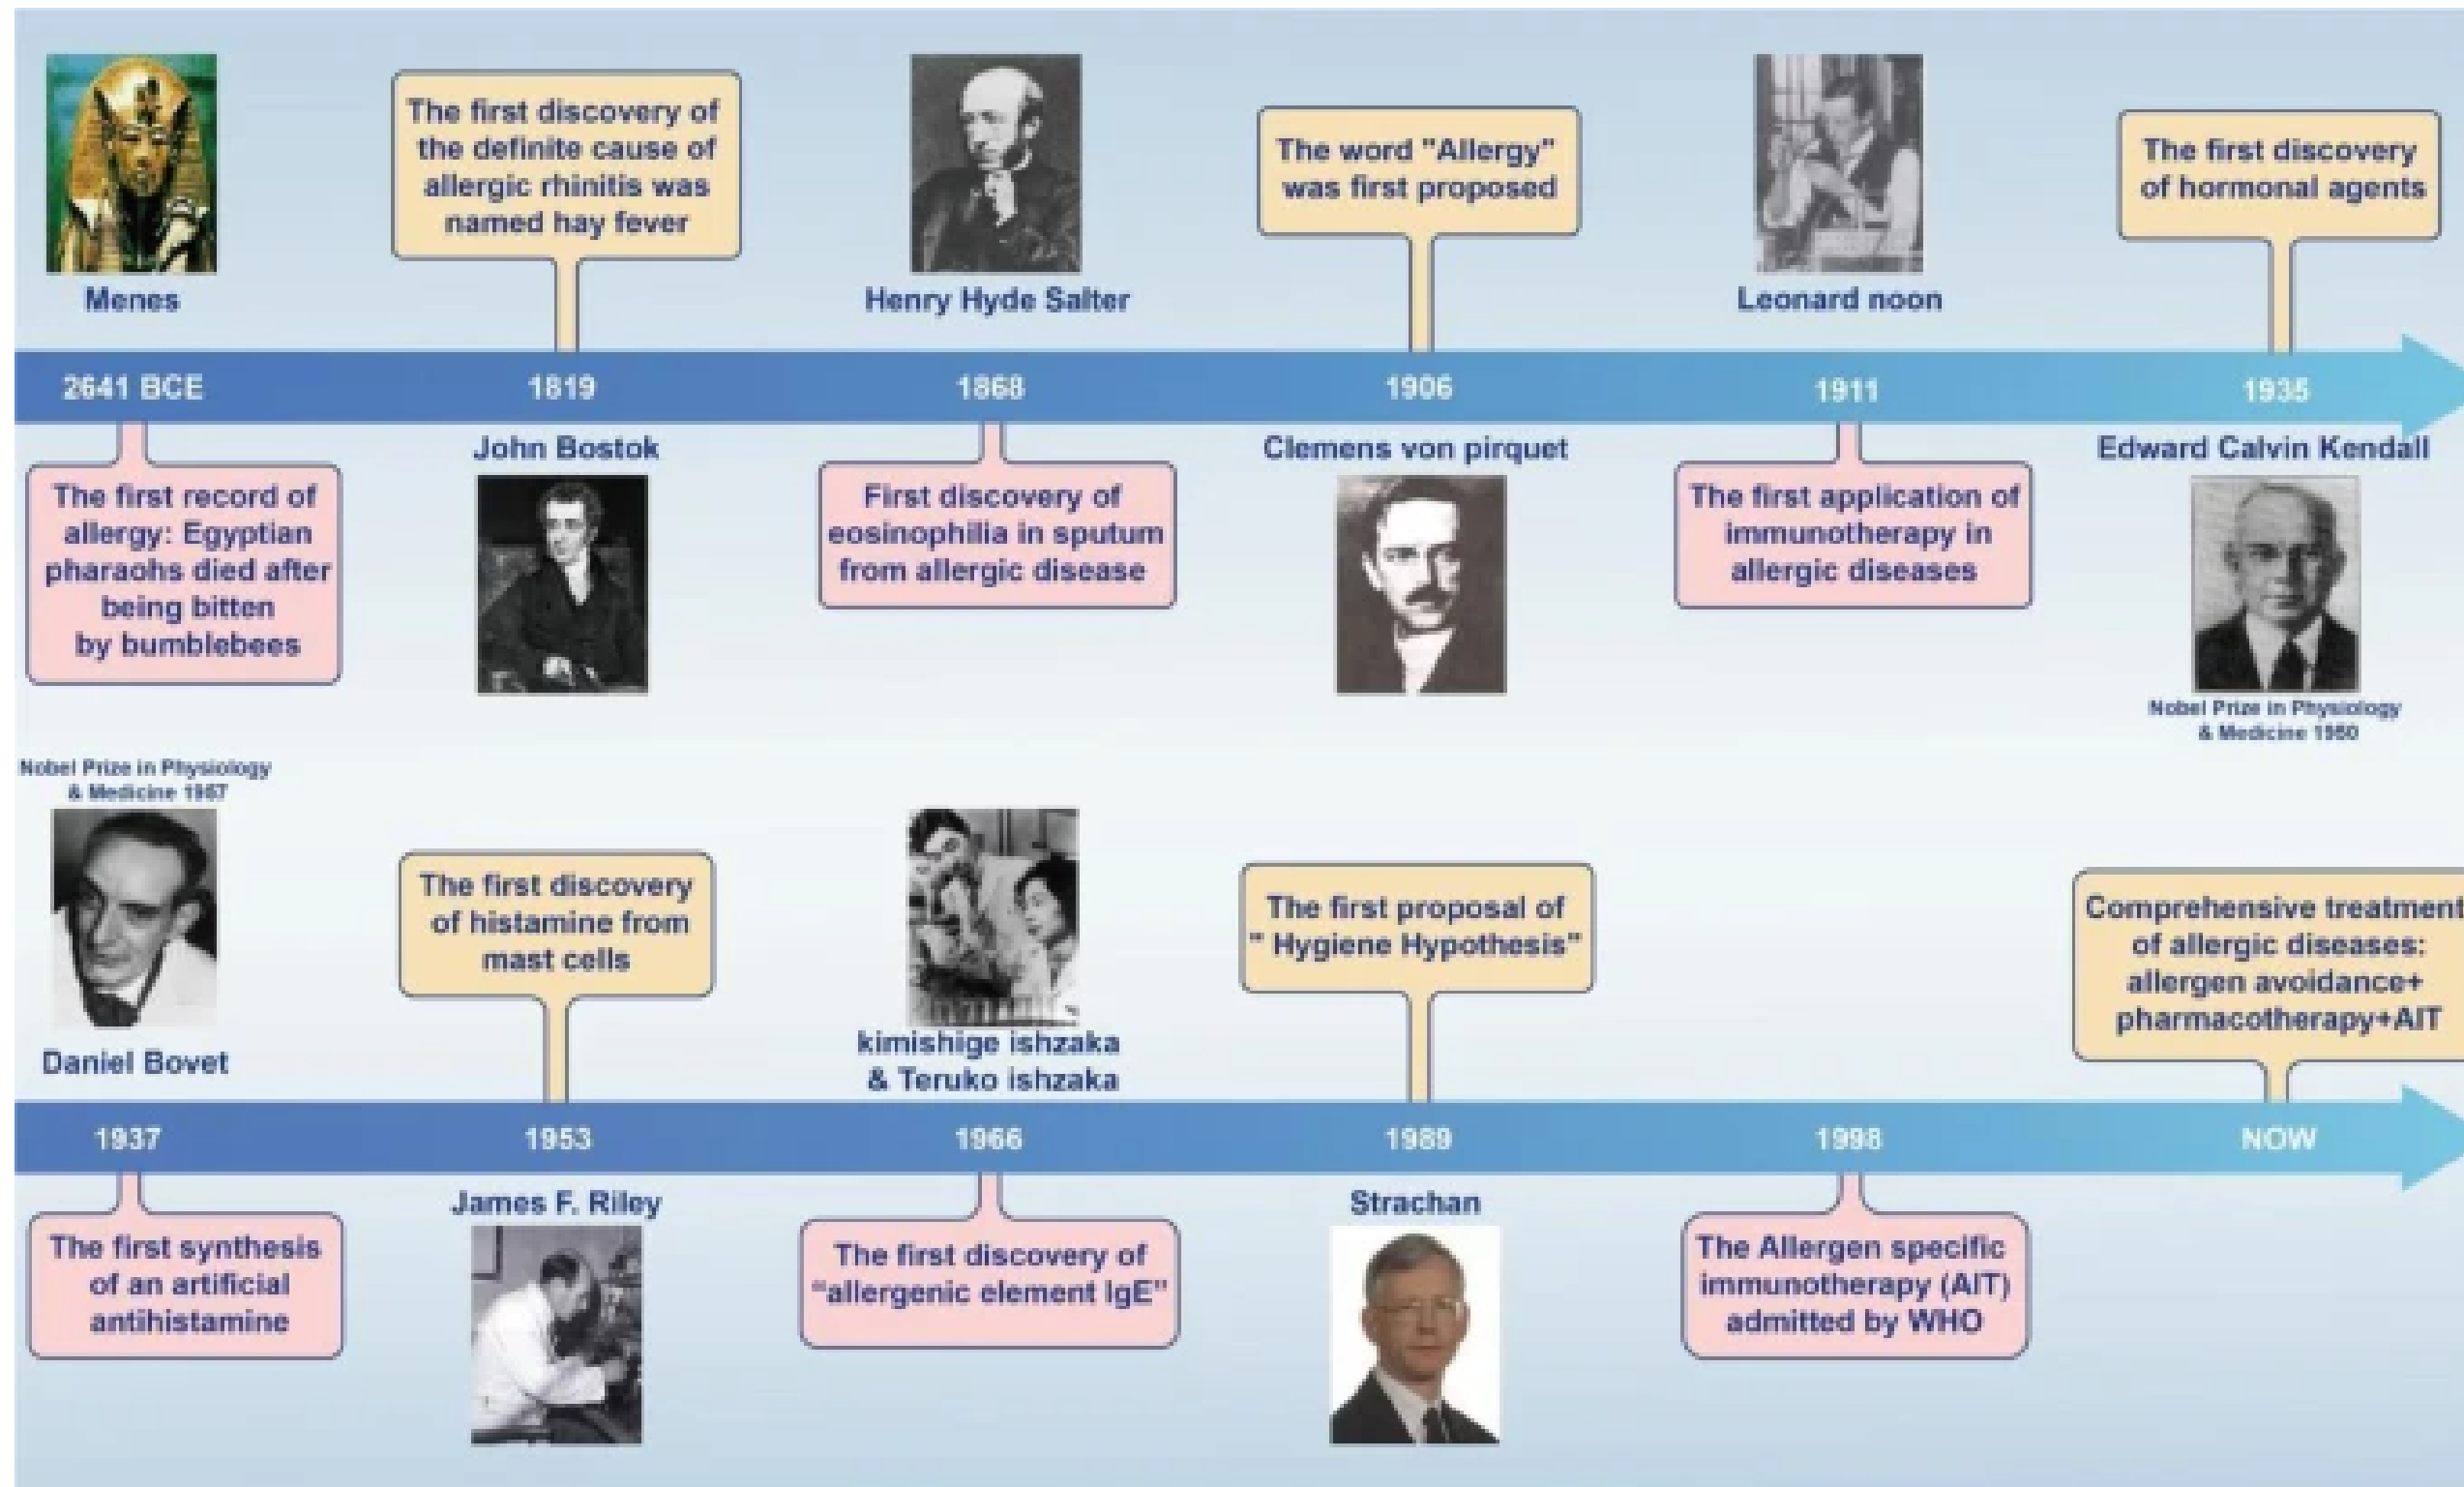 Menes
The first discovery of
the definite cause of
allergic rhinitis was
named hay fever
Henry Hyde Salter
The word "Allergy"
was first proposed
Leonard noon
The first discovery
of hormonal agents
2641 BCE
1819
1868
1906
1911
1935
The first record of
allergy: Egyptian
pharaohs died after
being bitten
by bumblebees
John Bostok
First discovery of
eosinophilia in sputum
from allergic disease
Clemens von pirquet
The first application of
immunotherapy in
allergic diseases
Edward Calvin Kendall
Nobel Prize in Physiology
& Medicine 1950
Nobel Prize in Physiology
& Medicine 1957
Daniel Bovet
The first discovery
of histamine from
mast cells
kimishige ishzaka
& Teruko ishzaka
The first proposal of
" Hygiene Hypothesis"
Comprehensive treatment
of allergic diseases:
allergen avoidance+
pharmacotherapy+AIT
1937
1953
1966
1989
1998
NOW
The first synthesis
of an artificial
antihistamine
James F. Riley
The first discovery of
“allergenic element IgE”
Strachan
The Allergen specific
immunotherapy (AIT)
admitted by WHO